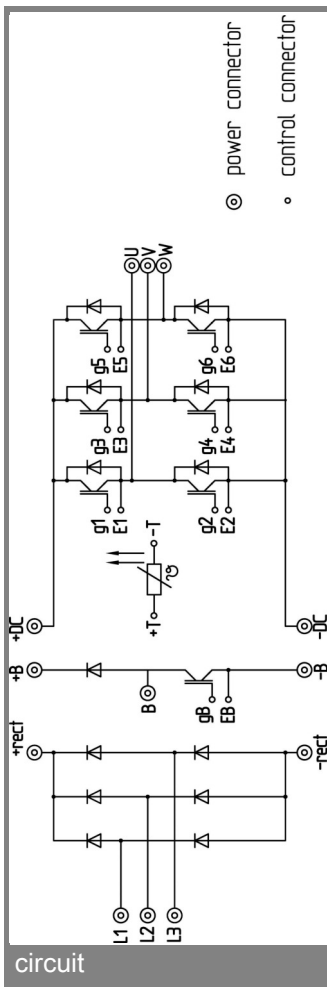 power connector
control connector
U
V
W
g5
E5
g6
E6
g3
E3
g4
E4
g1
E1
g2
E2
+T
-T
+DC
-DC
+B
B
gB
EB
-B
+rect
-rect
L1
L2
L3
circuit